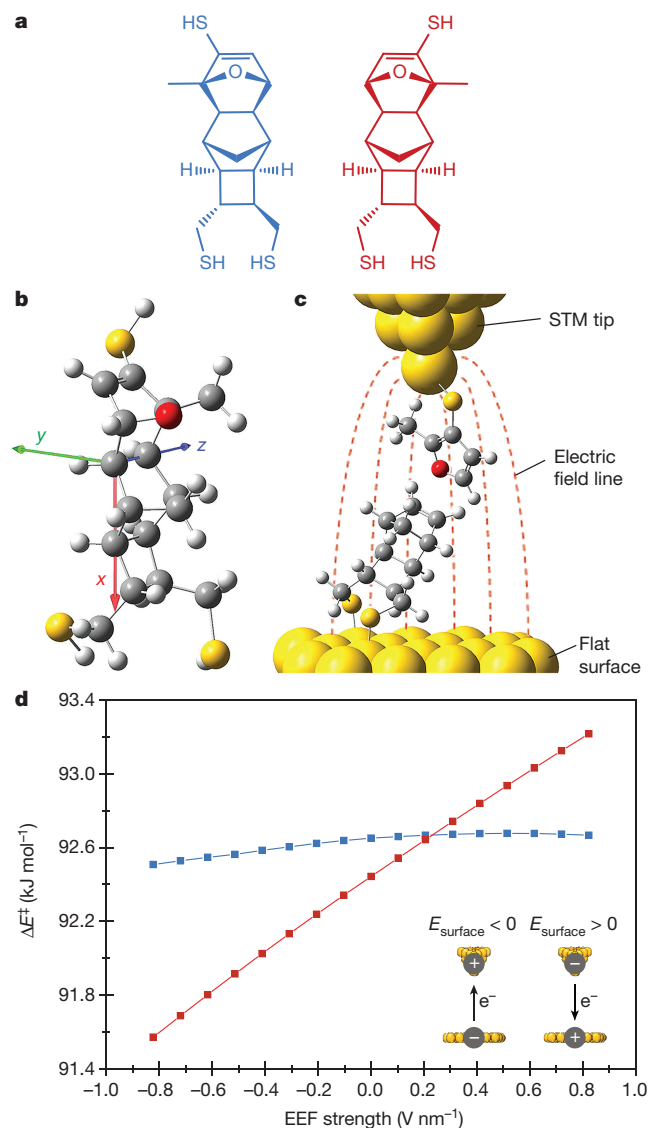 a
HS
SH
O
O
H
H
H
H
SH
HS
SH
HS
b
c
STM tip
y
z
x
Electric
field line
Flat
surface
d
93.4
93.0
92.6
92.2
91.8
91.4
ΔE‡ (kJ mol⁻¹)
E_surface < 0
E_surface > 0
+
−
e⁻
e⁻
−
+
−1.0
−0.8
−0.6
−0.4
−0.2
0.0
0.2
0.4
0.6
0.8
1.0
EEF strength (V nm⁻¹)